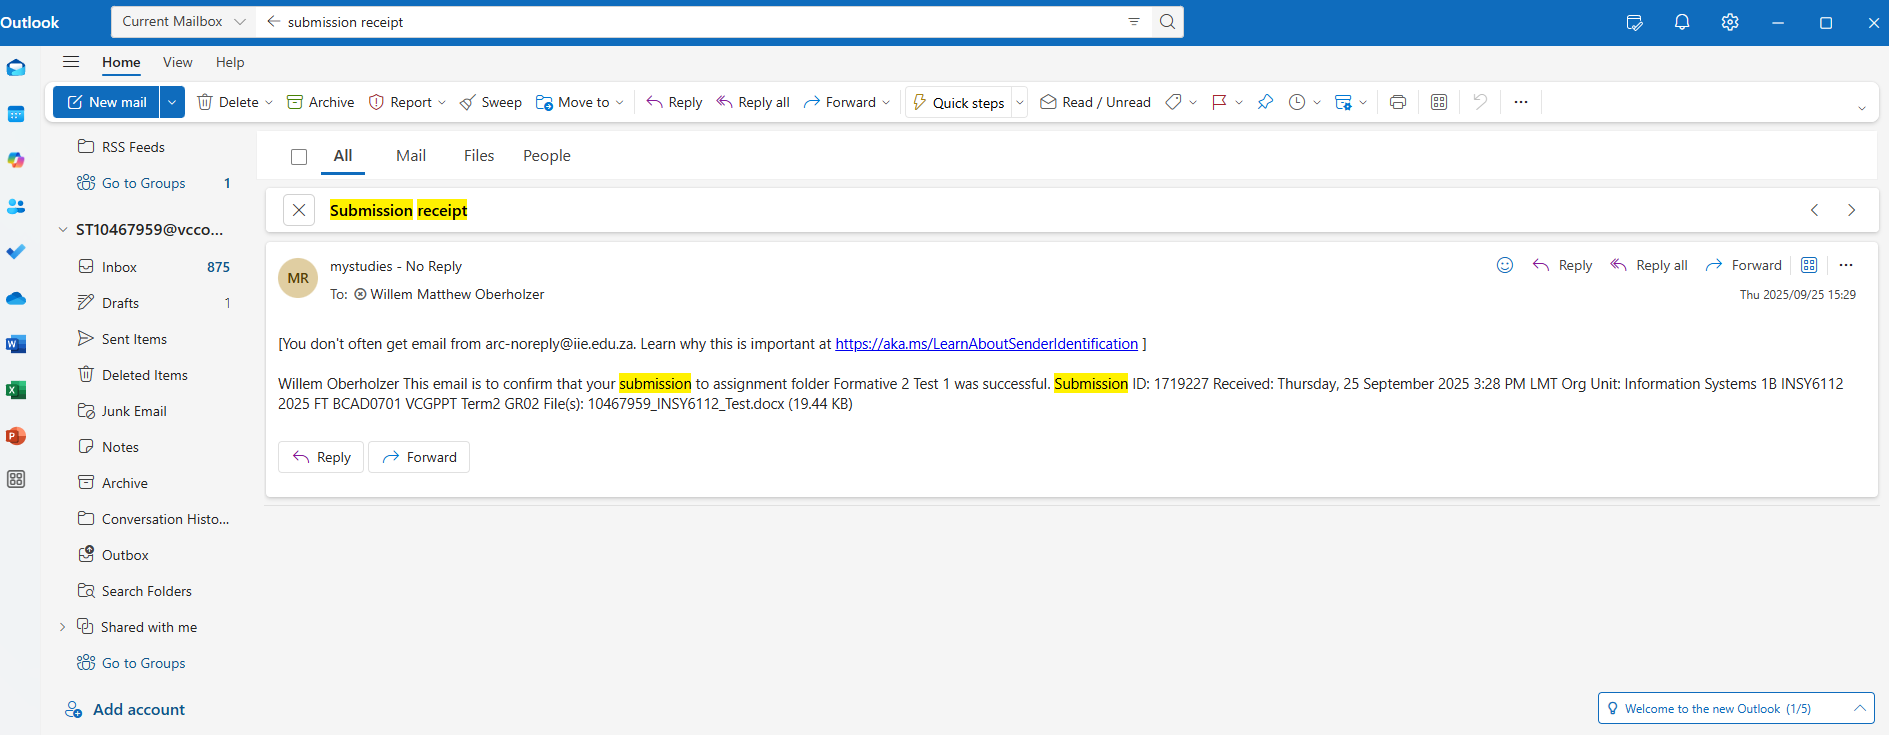 Outlook
Current Mailbox
submission receipt
Home View Help
New mail Delete Archive Report Sweep Move to Reply Reply all Forward Quick steps Read / Unread ...
RSS Feeds
Go to Groups 1
ST10467959@vcco...
Inbox 875
Drafts 1
Sent Items
Deleted Items
Junk Email
Notes
Archive
Conversation Histo...
Outbox
Search Folders
Shared with me
Go to Groups
Add account
All Mail Files People
Submission receipt
MR
mystudies - No Reply
To: Willem Matthew Oberholzer
Reply Reply all Forward ...
Thu 2025/09/25 15:29
[You don't often get email from arc-noreply@iie.edu.za. Learn why this is important at https://aka.ms/LearnAboutSenderIdentification ]
Willem Oberholzer This email is to confirm that your submission to assignment folder Formative 2 Test 1 was successful. Submission ID: 1719227 Received: Thursday, 25 September 2025 3:28 PM LMT Org Unit: Information Systems 1B INSY6112
2025 FT BCAD0701 VCGPPT Term2 GR02 File(s): 10467959_INSY6112_Test.docx (19.44 KB)
Reply Forward
Welcome to the new Outlook (1/5)